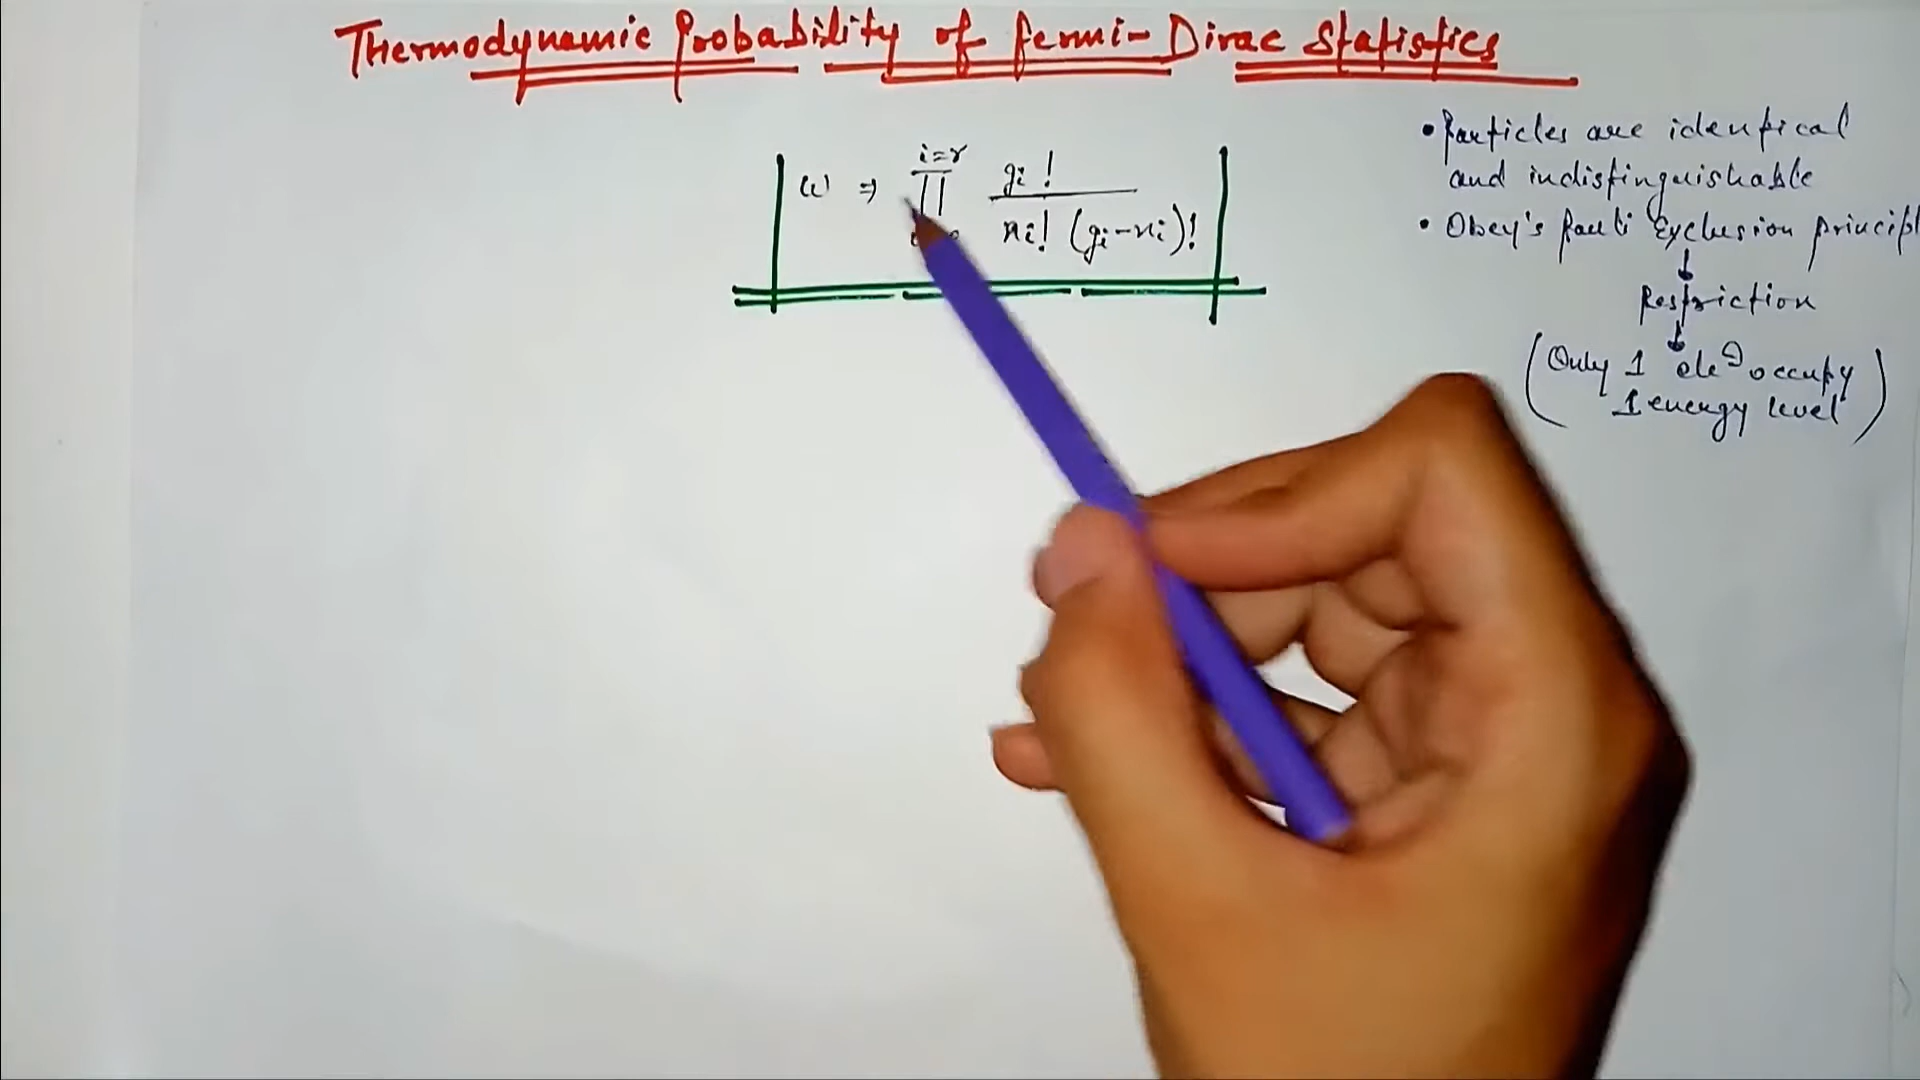 Thermodynamic Probability of fermi-Dirac Statistics
i=r
ω ⇒ ∏ gi! / ni! (gi-ni)!
• Particles are identical
and indistinguishable
• Obey's Pauli Exclusion principl
↓
Restriction
↓
(Only 1 ele⊖ occupy
1 energy level)